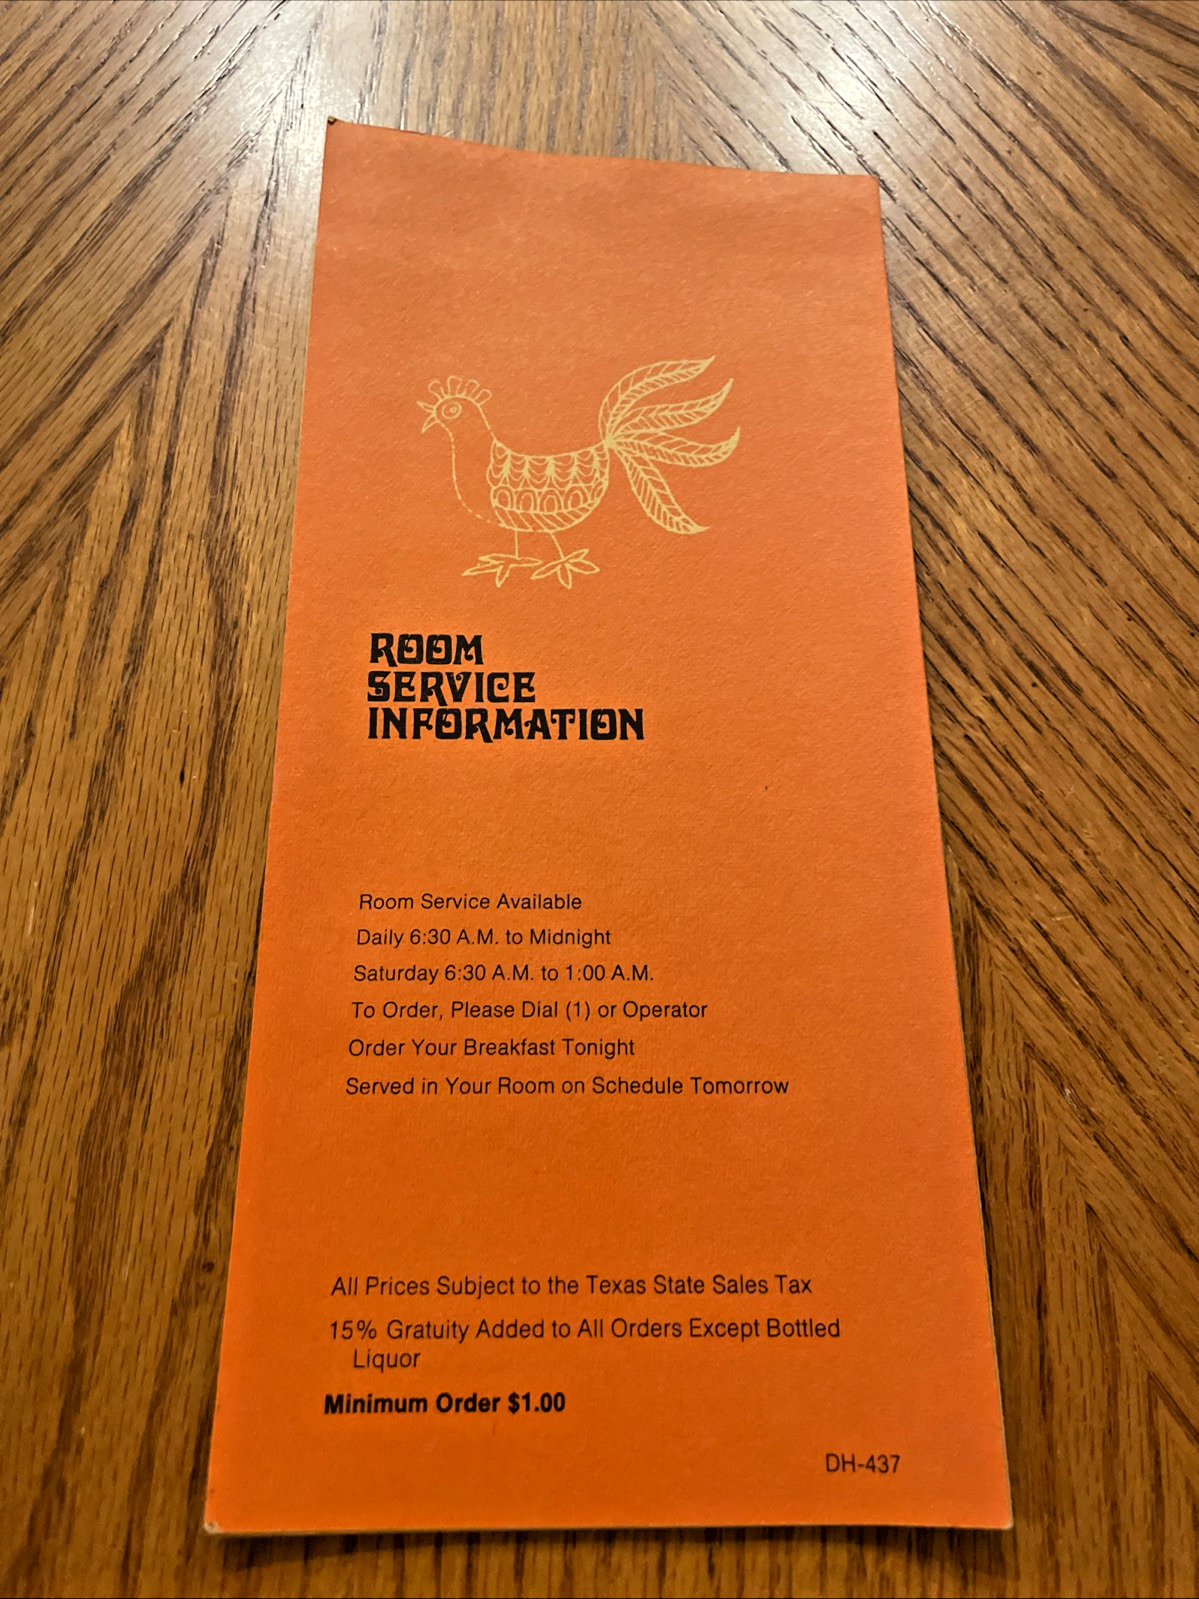 ROOM
SERVICE
INFORMATION
Room Service Available
Daily 6:30 A.M. to Midnight
Saturday 6:30 A.M. to 1:00 A.M.
To Order, Please Dial (1) or Operator
Order Your Breakfast Tonight
Served in Your Room on Schedule Tomorrow
All Prices Subject to the Texas State Sales Tax
15% Gratuity Added to All Orders Except Bottled
Liquor
Minimum Order $1.00
DH-437